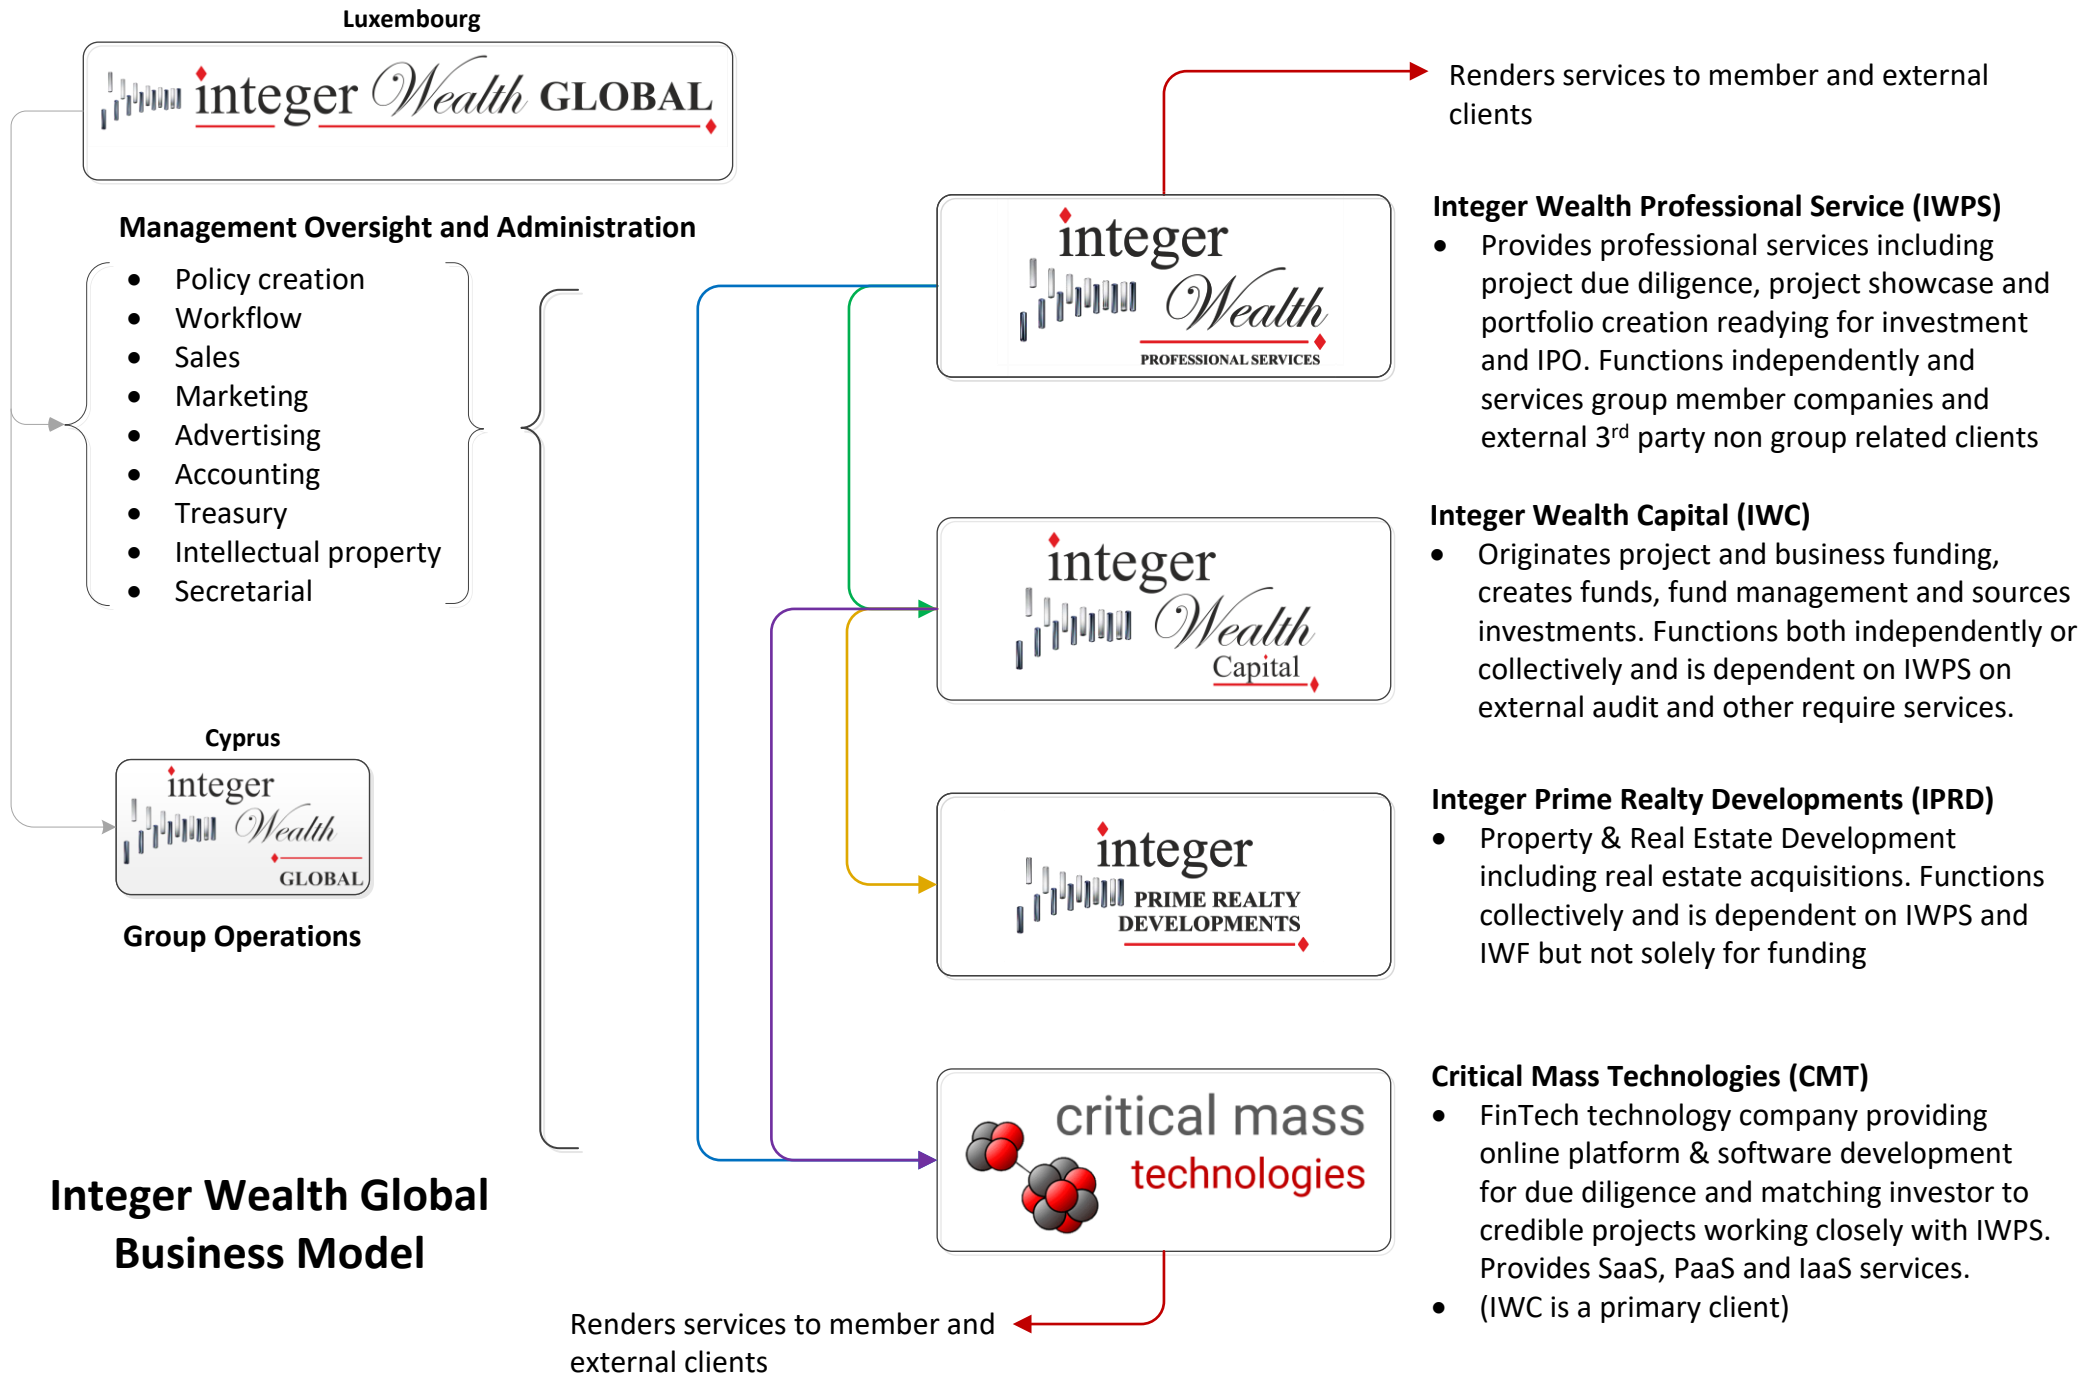 Luxembourg
integer Wealth GLOBAL
Management Oversight and Administration
• Policy creation
• Workflow
• Sales
• Marketing
• Advertising
• Accounting
• Treasury
• Intellectual property
• Secretarial
Cyprus
integer
Wealth
GLOBAL
Group Operations
Integer Wealth Global
Business Model
Renders services to member and external
clients
integer
Wealth
PROFESSIONAL SERVICES
Integer Wealth Professional Service (IWPS)
• Provides professional services including
project due diligence, project showcase and
portfolio creation readying for investment
and IPO. Functions independently and
services group member companies and
external 3rd party non group related clients
integer
Wealth
Capital
Integer Wealth Capital (IWC)
• Originates project and business funding,
creates funds, fund management and sources
investments. Functions both independently or
collectively and is dependent on IWPS on
external audit and other require services.
integer
PRIME REALTY
DEVELOPMENTS
Integer Prime Realty Developments (IPRD)
• Property & Real Estate Development
including real estate acquisitions. Functions
collectively and is dependent on IWPS and
IWF but not solely for funding
critical mass
technologies
Critical Mass Technologies (CMT)
• FinTech technology company providing
online platform & software development
for due diligence and matching investor to
credible projects working closely with IWPS.
Provides SaaS, PaaS and IaaS services.
• (IWC is a primary client)
Renders services to member and
external clients